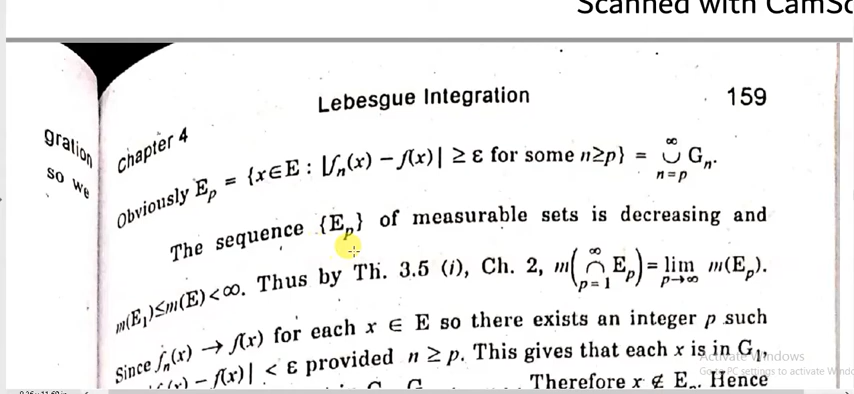 Scanned with CamSc
Lebesgue Integration
159
gration
so we
Chapter 4
Obviously E_p = {x∈E : |f_n(x) − f(x)| ≥ ε for some n≥p} = ∪_{n=p}^∞ G_n.
The sequence {E_p} of measurable sets is decreasing and
m(E_1)≤m(E)<∞. Thus by Th. 3.5 (i), Ch. 2, m(∩_{p=1}^∞ E_p) = lim_{p→∞} m(E_p).
Since f_n(x) → f(x) for each x ∈ E so there exists an integer p such
− f(x)| < ε provided n ≥ p. This gives that each x is in G_1,
Therefore x ∉ E_n. Hence
Activate Windows
Go to PC settings to activate Windo